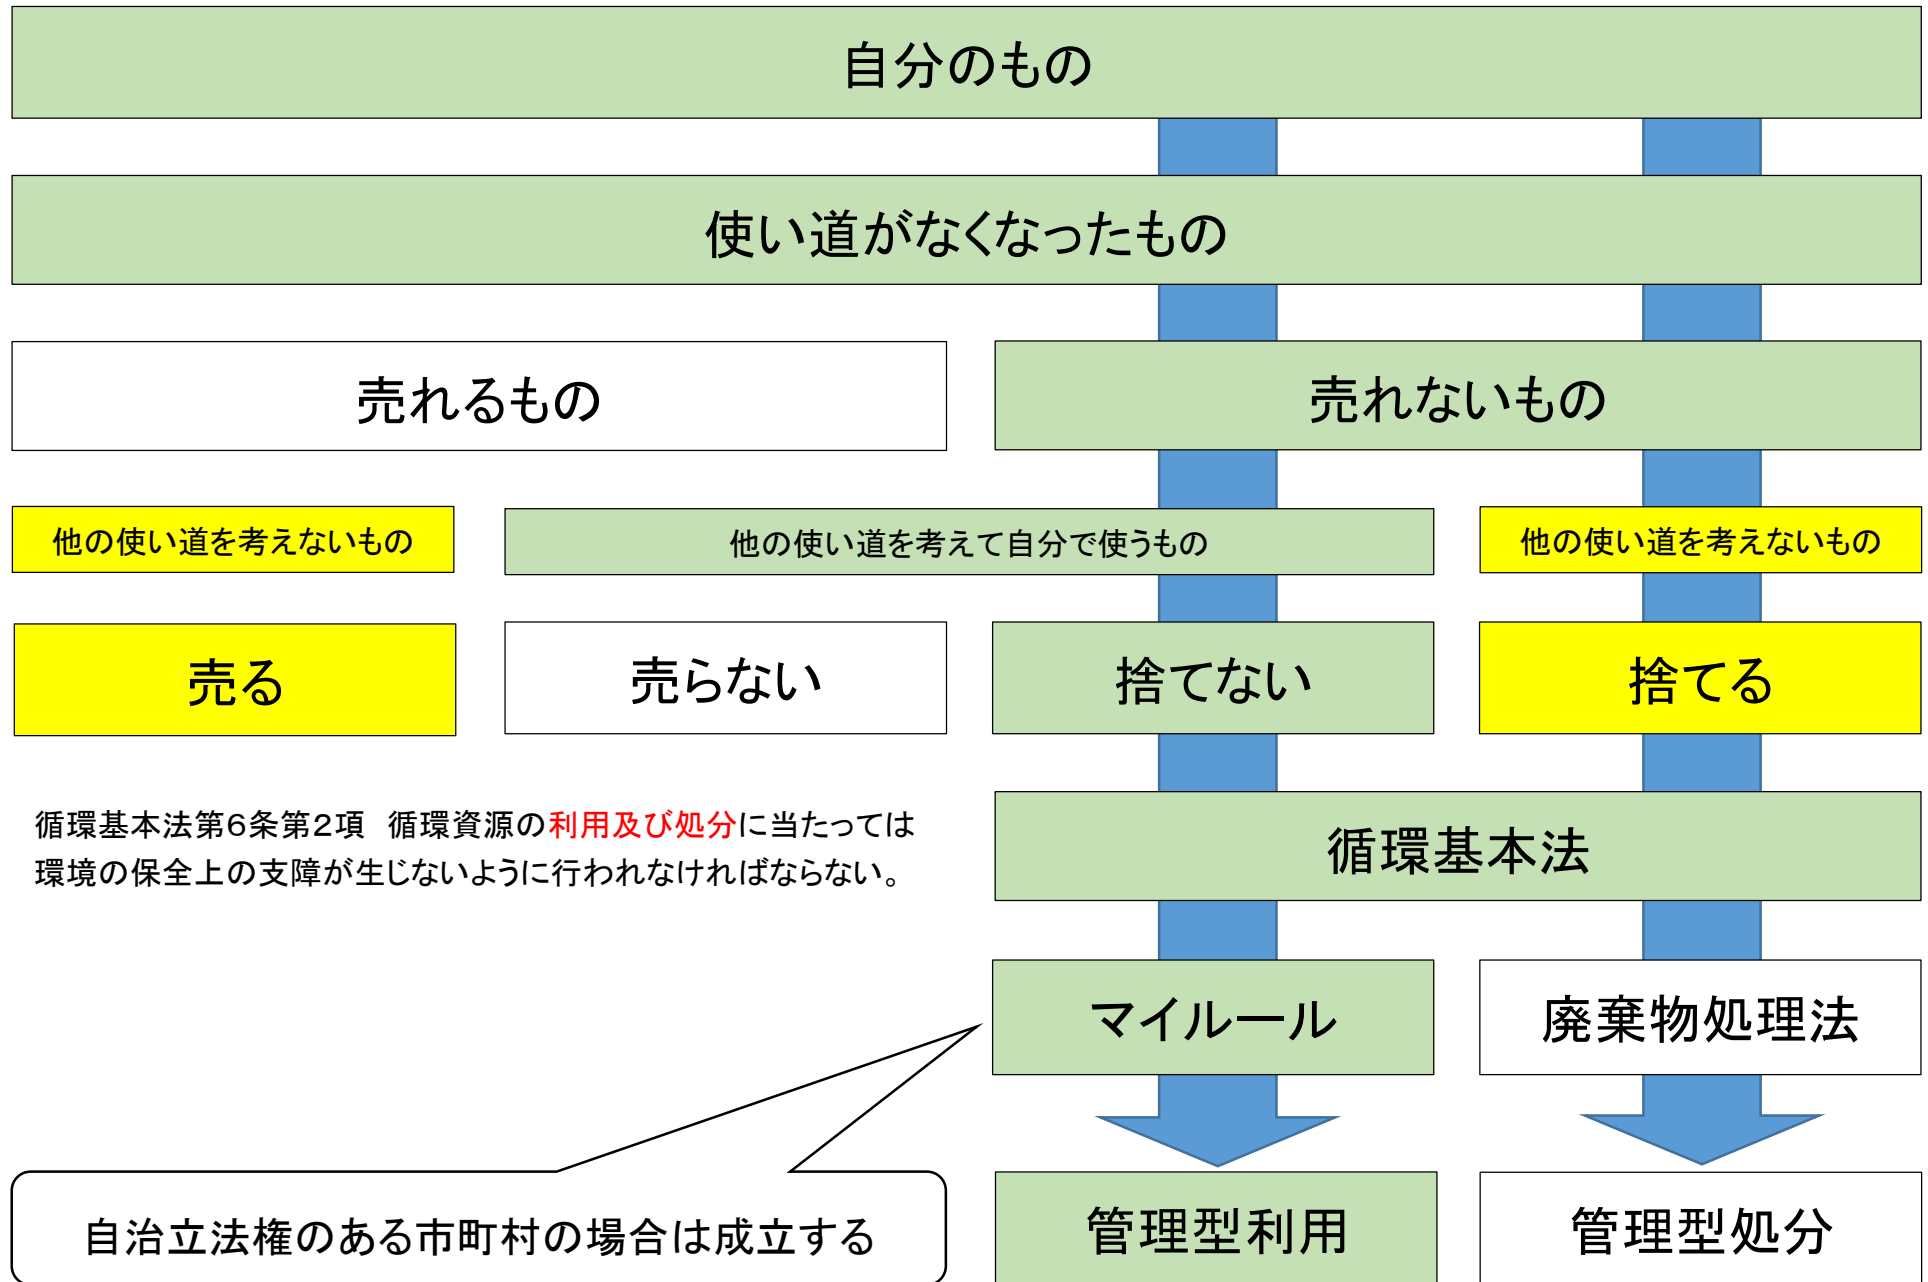 自分のもの
使い道がなくなったもの
売れるもの
売れないもの
他の使い道を考えないもの
他の使い道を考えて自分で使うもの
他の使い道を考えないもの
売る
売らない
捨てない
捨てる
循環基本法第6条第2項 循環資源の利用及び処分に当たっては
環境の保全上の支障が生じないように行われなければならない。
循環基本法
マイルール
廃棄物処理法
自治立法権のある市町村の場合は成立する
管理型利用
管理型処分